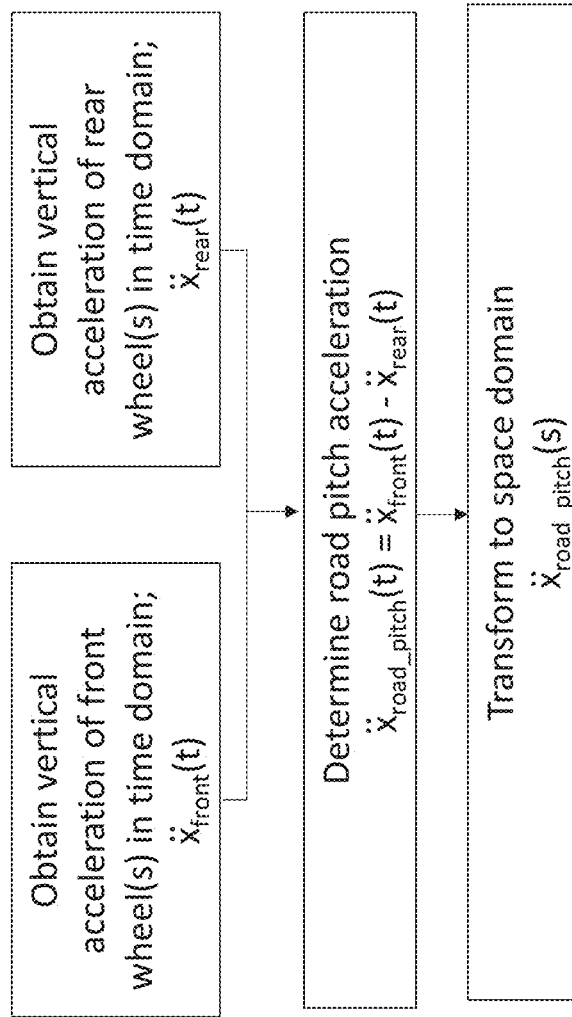 Obtain vertical
acceleration of front
wheel(s) in time domain;
ẍfront(t)
Obtain vertical
acceleration of rear
wheel(s) in time domain;
ẍrear(t)
Determine road pitch acceleration
ẍroad_pitch(t) = ẍfront(t) - ẍrear(t)
Transform to space domain
ẍroad_pitch(s)